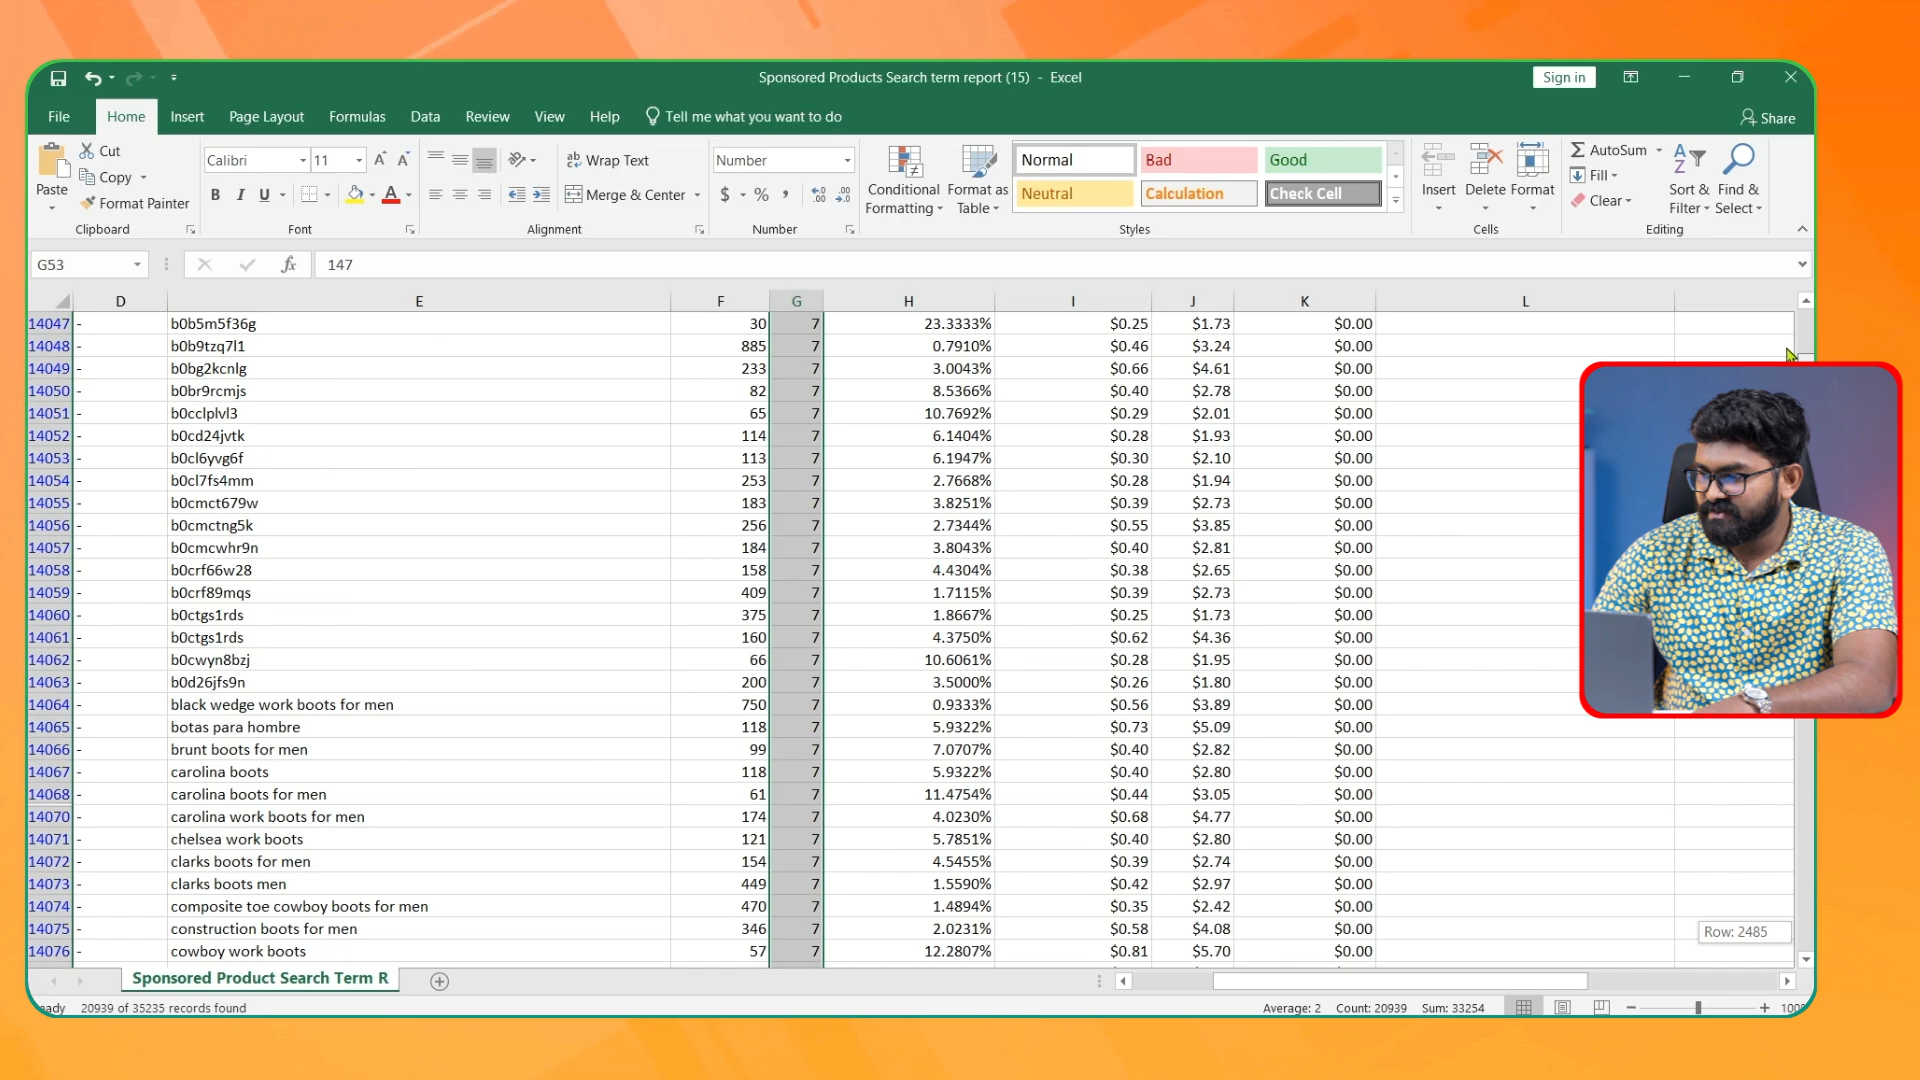 Sponsored Products Search term report (15) - Excel
Sign in
File Home Insert Page Layout Formulas Data Review View Help Tell me what you want to do
Share
Paste
Cut
Copy
Format Painter
Clipboard
Calibri 11
B I U
Font
Wrap Text
Merge & Center
Alignment
Number
$ % ,
Number
Conditional Formatting
Format as Table
Normal Bad Good
Neutral Calculation Check Cell
Styles
Insert Delete Format
Cells
AutoSum
Fill
Clear
Sort & Filter
Find & Select
Editing
G53 fx 147
D E F G H I J K L
14047 - b0b5m5f36g 30 7 23.3333% $0.25 $1.73 $0.00
14048 - b0b9tzq7l1 885 7 0.7910% $0.46 $3.24 $0.00
14049 - b0bg2kcnlg 233 7 3.0043% $0.66 $4.61 $0.00
14050 - b0br9rcmjs 82 7 8.5366% $0.40 $2.78 $0.00
14051 - b0cclplvl3 65 7 10.7692% $0.29 $2.01 $0.00
14052 - b0cd24jvtk 114 7 6.1404% $0.28 $1.93 $0.00
14053 - b0cl6yvg6f 113 7 6.1947% $0.30 $2.10 $0.00
14054 - b0cl7fs4mm 253 7 2.7668% $0.28 $1.94 $0.00
14055 - b0cmct679w 183 7 3.8251% $0.39 $2.73 $0.00
14056 - b0cmctng5k 256 7 2.7344% $0.55 $3.85 $0.00
14057 - b0cmcwhr9n 184 7 3.8043% $0.40 $2.81 $0.00
14058 - b0crf66w28 158 7 4.4304% $0.38 $2.65 $0.00
14059 - b0crf89mqs 409 7 1.7115% $0.39 $2.73 $0.00
14060 - b0ctgs1rds 375 7 1.8667% $0.25 $1.73 $0.00
14061 - b0ctgs1rds 160 7 4.3750% $0.62 $4.36 $0.00
14062 - b0cwyn8bzj 66 7 10.6061% $0.28 $1.95 $0.00
14063 - b0d26jfs9n 200 7 3.5000% $0.26 $1.80 $0.00
14064 - black wedge work boots for men 750 7 0.9333% $0.56 $3.89 $0.00
14065 - botas para hombre 118 7 5.9322% $0.73 $5.09 $0.00
14066 - brunt boots for men 99 7 7.0707% $0.40 $2.82 $0.00
14067 - carolina boots 118 7 5.9322% $0.40 $2.80 $0.00
14068 - carolina boots for men 61 7 11.4754% $0.44 $3.05 $0.00
14070 - carolina work boots for men 174 7 4.0230% $0.68 $4.77 $0.00
14071 - chelsea work boots 121 7 5.7851% $0.40 $2.80 $0.00
14072 - clarks boots for men 154 7 4.5455% $0.39 $2.74 $0.00
14073 - clarks boots men 449 7 1.5590% $0.42 $2.97 $0.00
14074 - composite toe cowboy boots for men 470 7 1.4894% $0.35 $2.42 $0.00
14075 - construction boots for men 346 7 2.0231% $0.58 $4.08 $0.00
14076 - cowboy work boots 57 7 12.2807% $0.81 $5.70 $0.00
Row: 2485
Sponsored Product Search Term R
20939 of 35235 records found Average: 2 Count: 20939 Sum: 33254